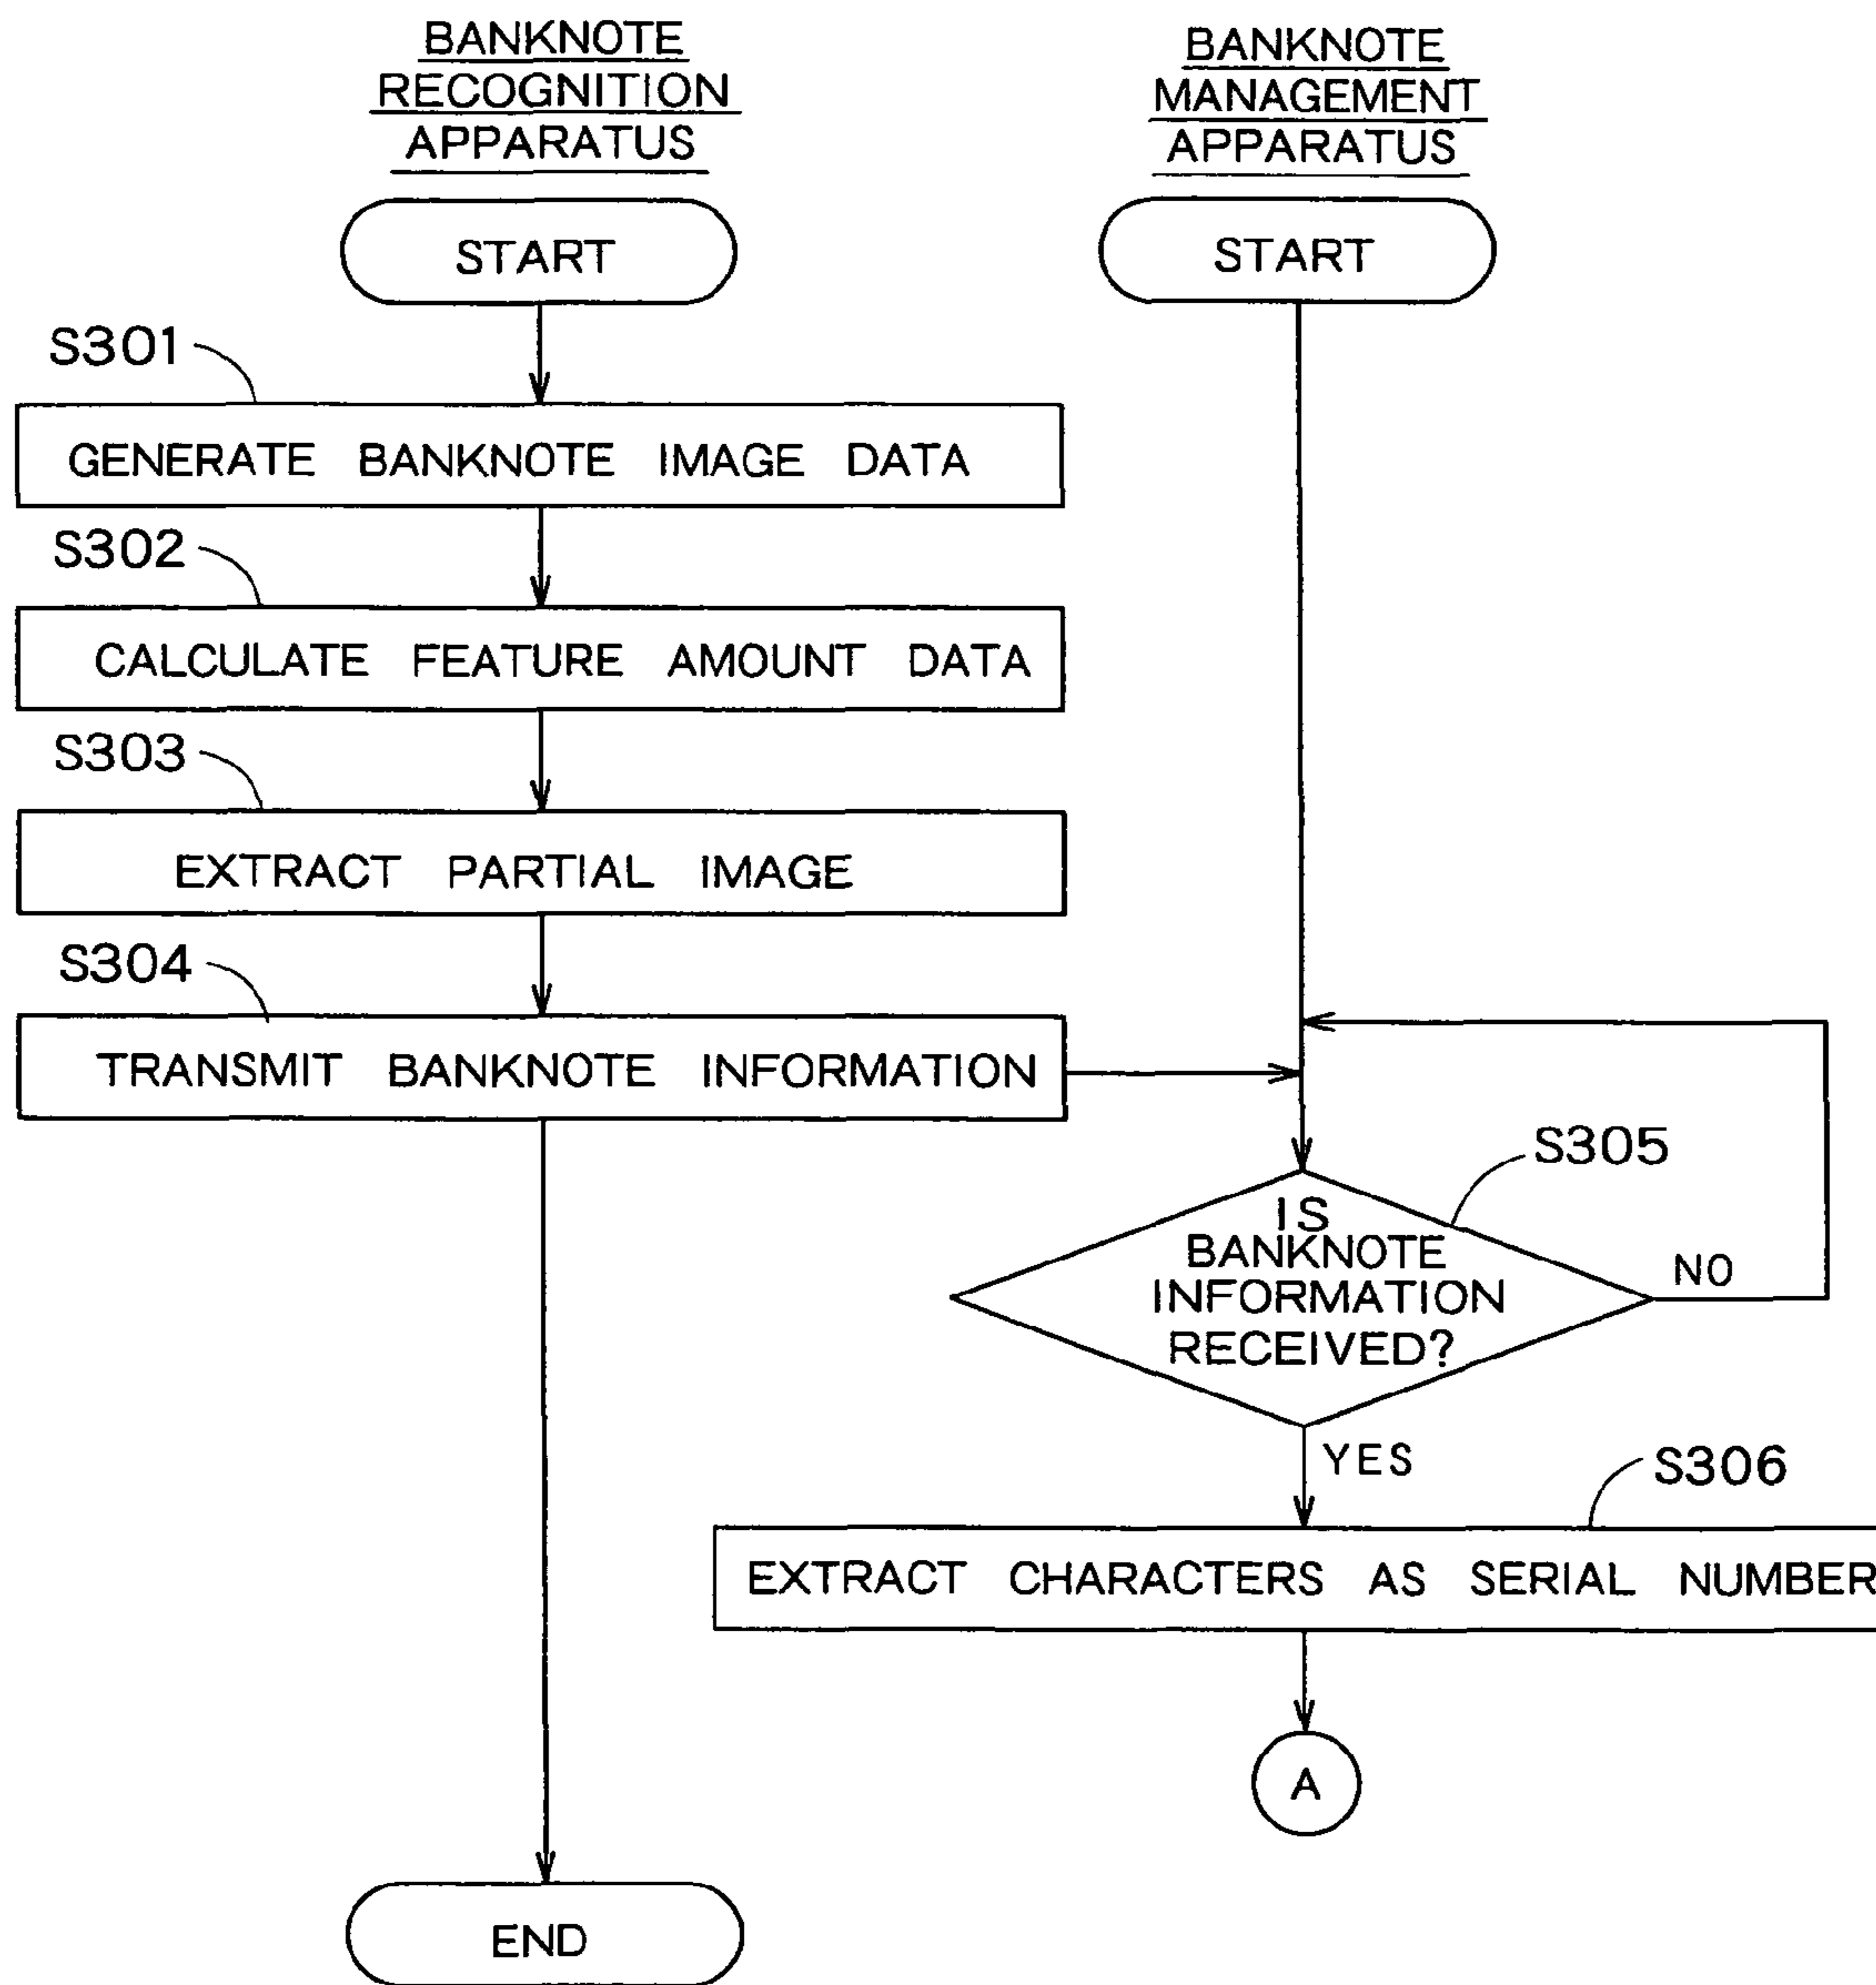 BANKNOTE
RECOGNITION
APPARATUS
START
S301
GENERATE BANKNOTE IMAGE DATA
S302
CALCULATE FEATURE AMOUNT DATA
S303
EXTRACT PARTIAL IMAGE
S304
TRANSMIT BANKNOTE INFORMATION
END
BANKNOTE
MANAGEMENT
APPARATUS
START
S305
IS
BANKNOTE
INFORMATION
RECEIVED?
NO
YES
S306
EXTRACT CHARACTERS AS SERIAL NUMBER
A